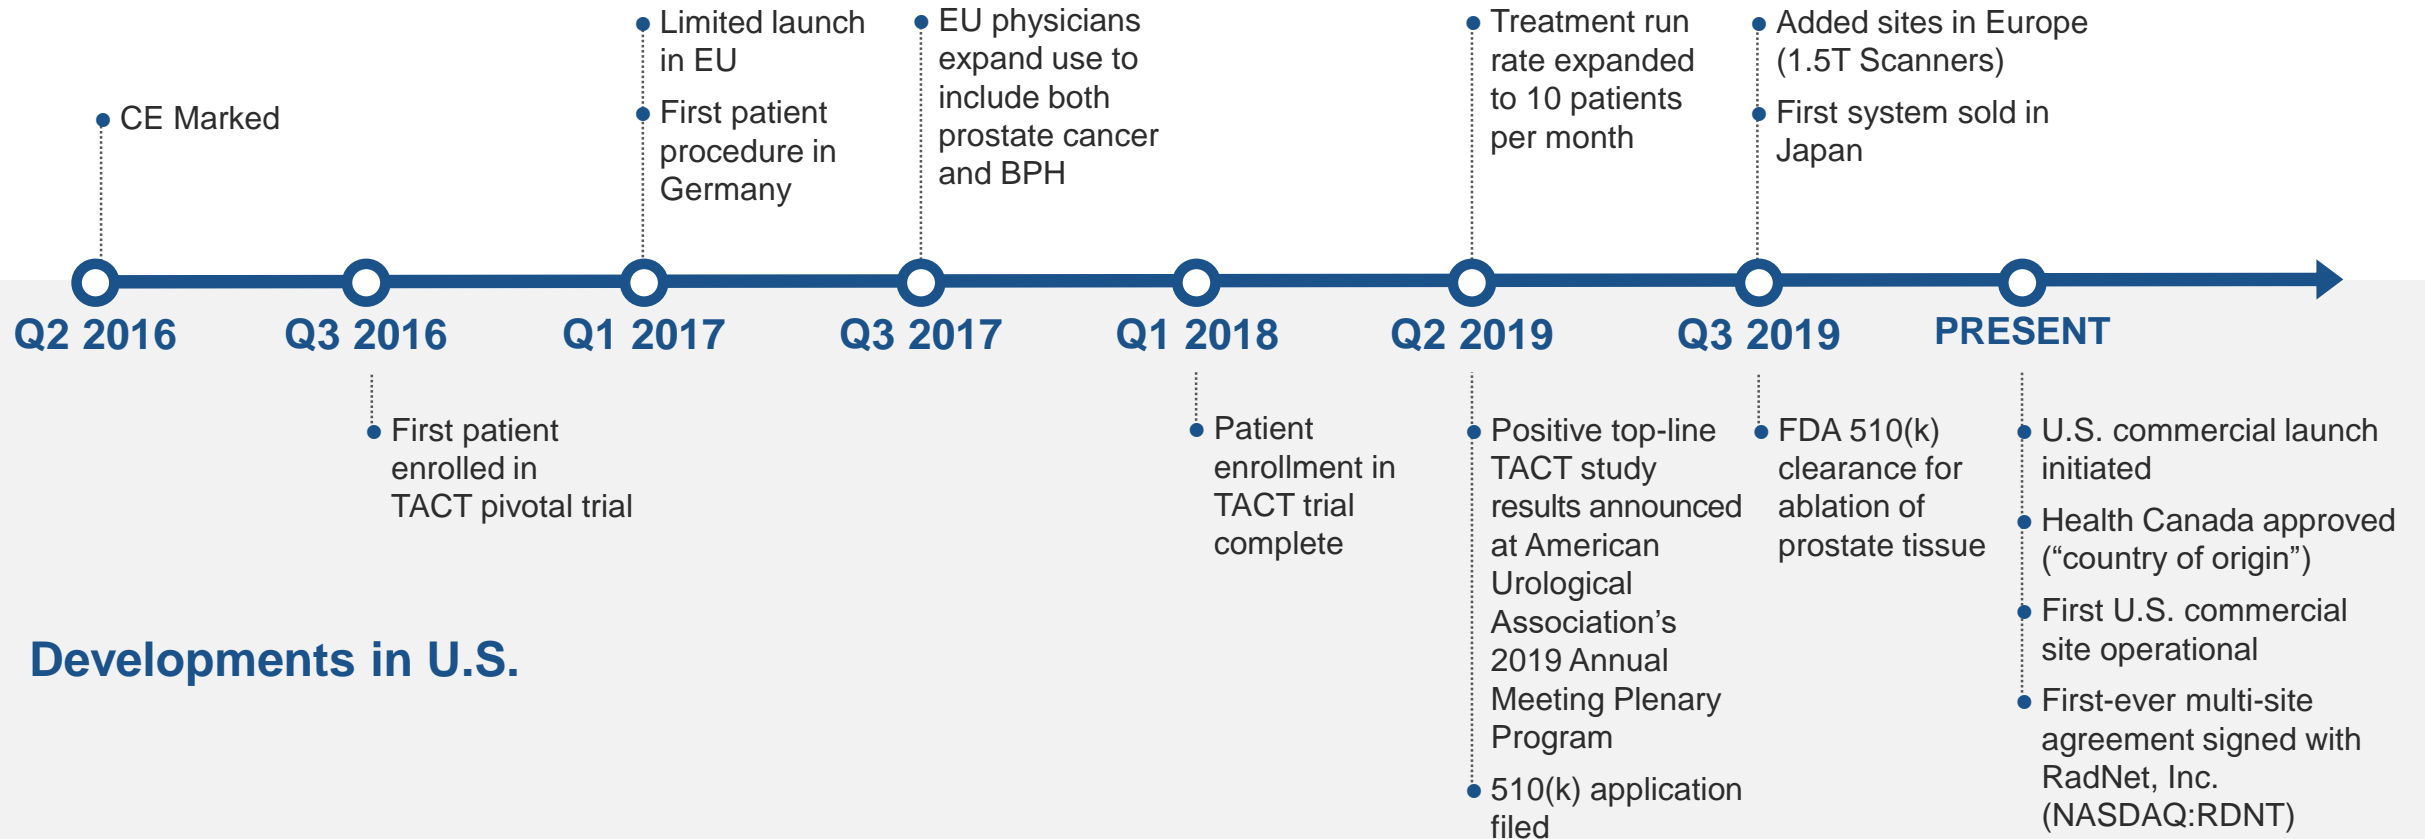 CE Marked
Limited launch
in EU
First patient
procedure in
Germany
EU physicians
expand use to
include both
prostate cancer
and BPH
Treatment run
rate expanded
to 10 patients
per month
Added sites in Europe
(1.5T Scanners)
First system sold in
Japan
Q2 2016
Q3 2016
Q1 2017
Q3 2017
Q1 2018
Q2 2019
Q3 2019
PRESENT
First patient
enrolled in
TACT pivotal trial
Patient
enrollment in
TACT trial
complete
Positive top-line
TACT study
results announced
at American
Urological
Association’s
2019 Annual
Meeting Plenary
Program
510(k) application
filed
FDA 510(k)
clearance for
ablation of
prostate tissue
U.S. commercial launch
initiated
Health Canada approved
(“country of origin”)
First U.S. commercial
site operational
First-ever multi-site
agreement signed with
RadNet, Inc.
(NASDAQ:RDNT)
Developments in U.S.